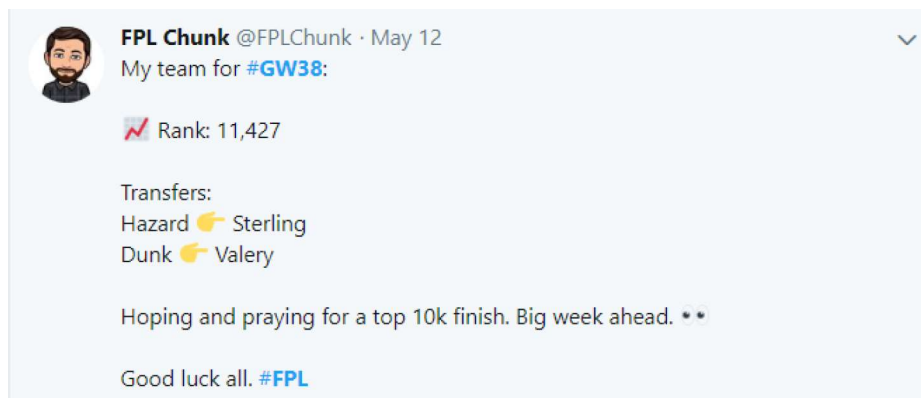 FPL Chunk @FPLChunk · May 12
My team for #GW38:
📈 Rank: 11,427
Transfers:
Hazard 👉 Sterling
Dunk 👉 Valery
Hoping and praying for a top 10k finish. Big week ahead. 👀
Good luck all. #FPL